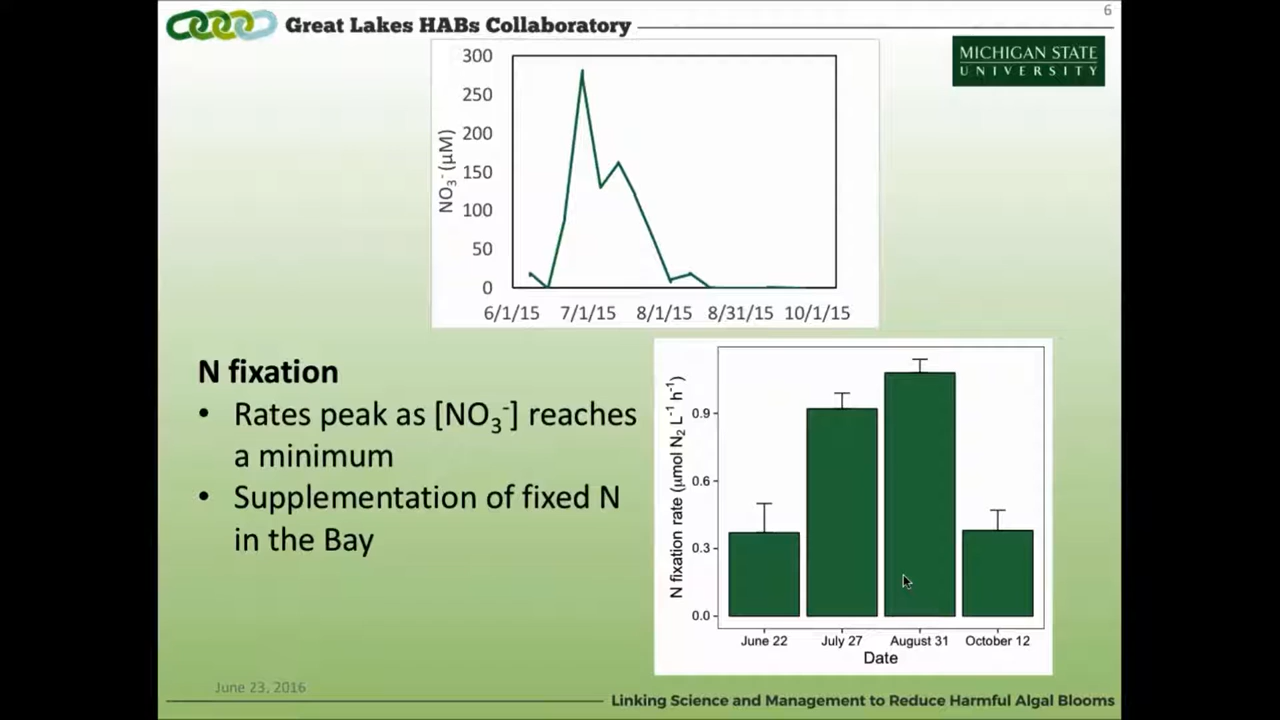 Great Lakes HABs Collaboratory
6
MICHIGAN STATE
UNIVERSITY
NO₃⁻ (µM)
300
250
200
150
100
50
0
6/1/15 7/1/15 8/1/15 8/31/15 10/1/15
N fixation
• Rates peak as [NO₃⁻] reaches
a minimum
• Supplementation of fixed N
in the Bay
N fixation rate (µmol N₂ L⁻¹ h⁻¹)
0.9
0.6
0.3
0.0
June 22 July 27 August 31 October 12
Date
June 23, 2016
Linking Science and Management to Reduce Harmful Algal Blooms